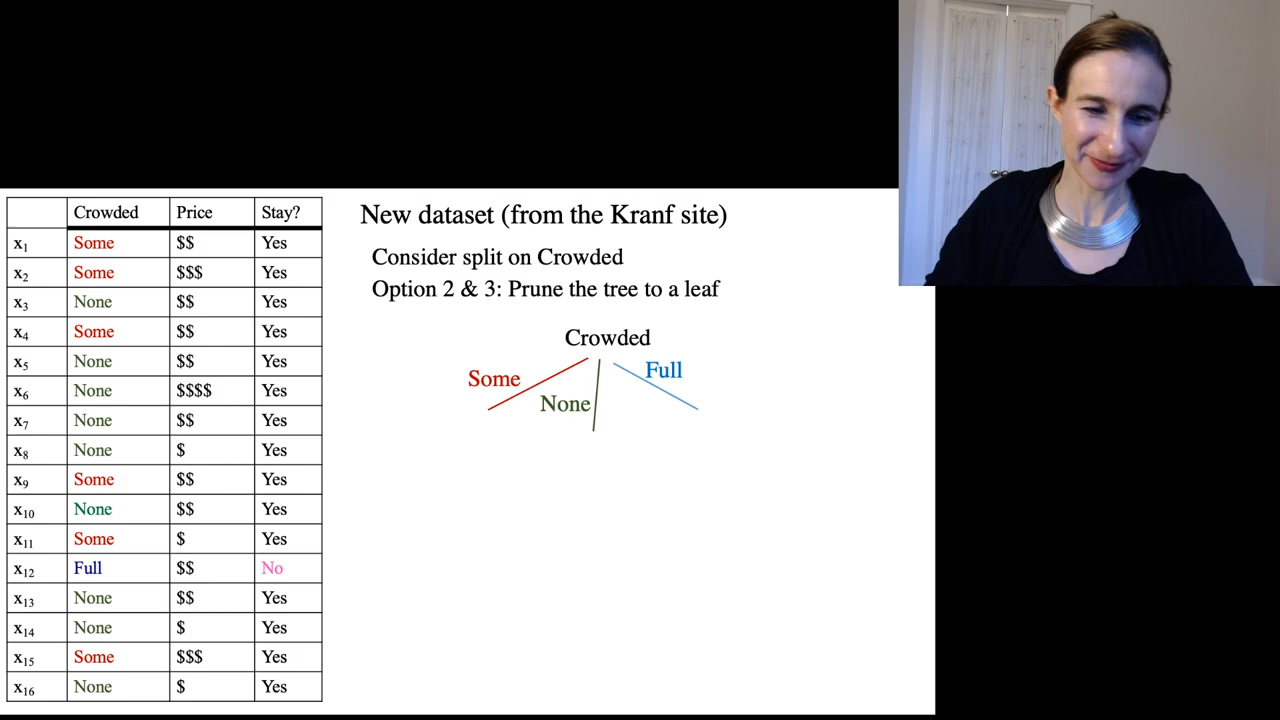 Crowded Price Stay?
x1 Some $$ Yes
x2 Some $$$ Yes
x3 None $$ Yes
x4 Some $$ Yes
x5 None $$ Yes
x6 None $$$$ Yes
x7 None $$ Yes
x8 None $ Yes
x9 Some $$ Yes
x10 None $$ Yes
x11 Some $ Yes
x12 Full $$ No
x13 None $$ Yes
x14 None $ Yes
x15 Some $$$ Yes
x16 None $ Yes
New dataset (from the Kranf site)
Consider split on Crowded
Option 2 & 3: Prune the tree to a leaf
Crowded
Some
None
Full